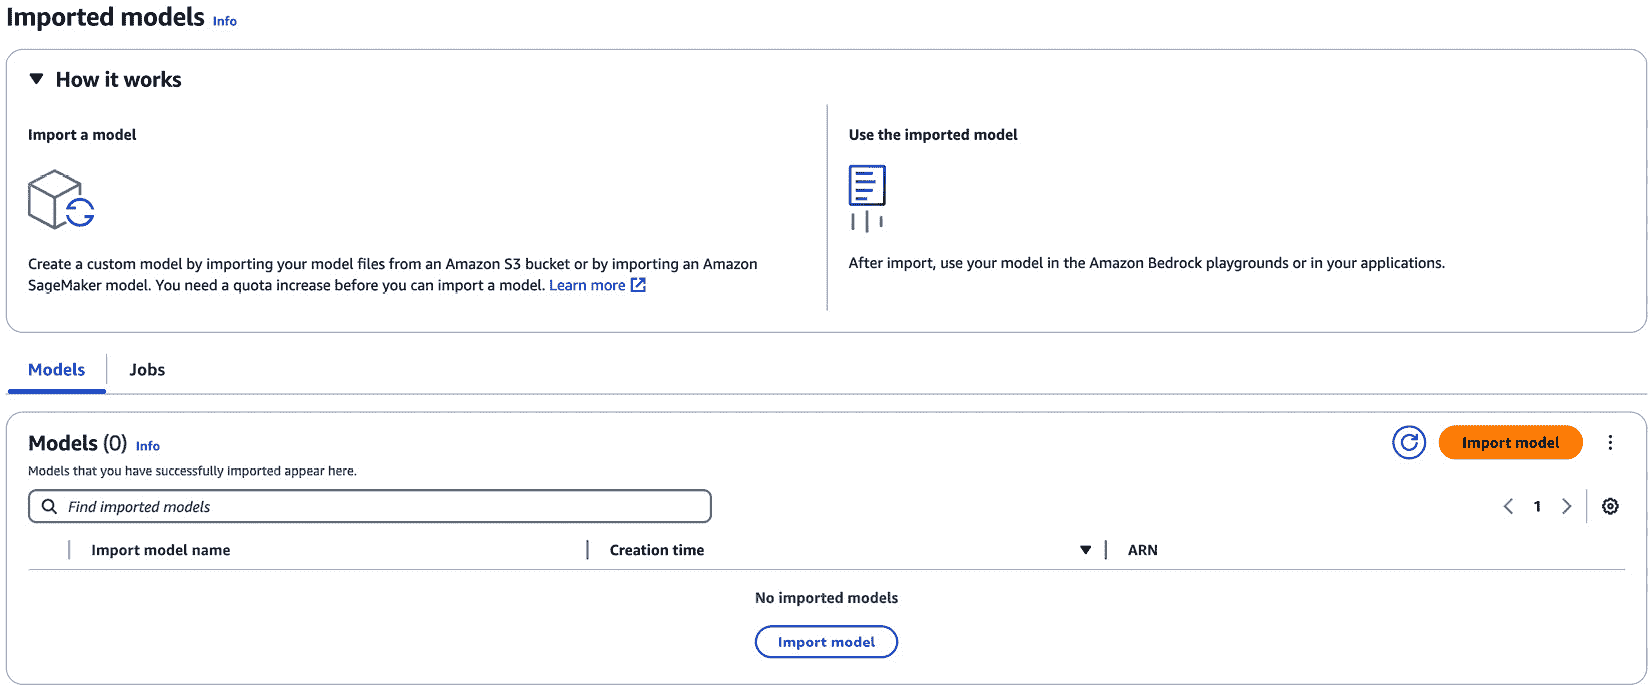 Imported models Info
How it works
Import a model
Create a custom model by importing your model files from an Amazon S3 bucket or by importing an Amazon
SageMaker model. You need a quota increase before you can import a model. Learn more
Use the imported model
After import, use your model in the Amazon Bedrock playgrounds or in your applications.
Models Jobs
Models (0) Info
Import model
Models that you have successfully imported appear here.
Find imported models
1
Import model name Creation time ARN
No imported models
Import model